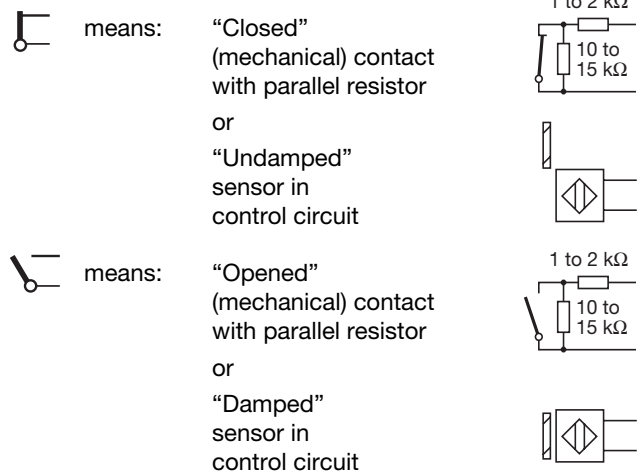 1 to 2 kΩ
means:
“Closed”
(mechanical) contact
with parallel resistor
10 to
15 kΩ
or
“Undamped”
sensor in
control circuit
means:
“Opened”
(mechanical) contact
with parallel resistor
1 to 2 kΩ
10 to
15 kΩ
or
“Damped”
sensor in
control circuit